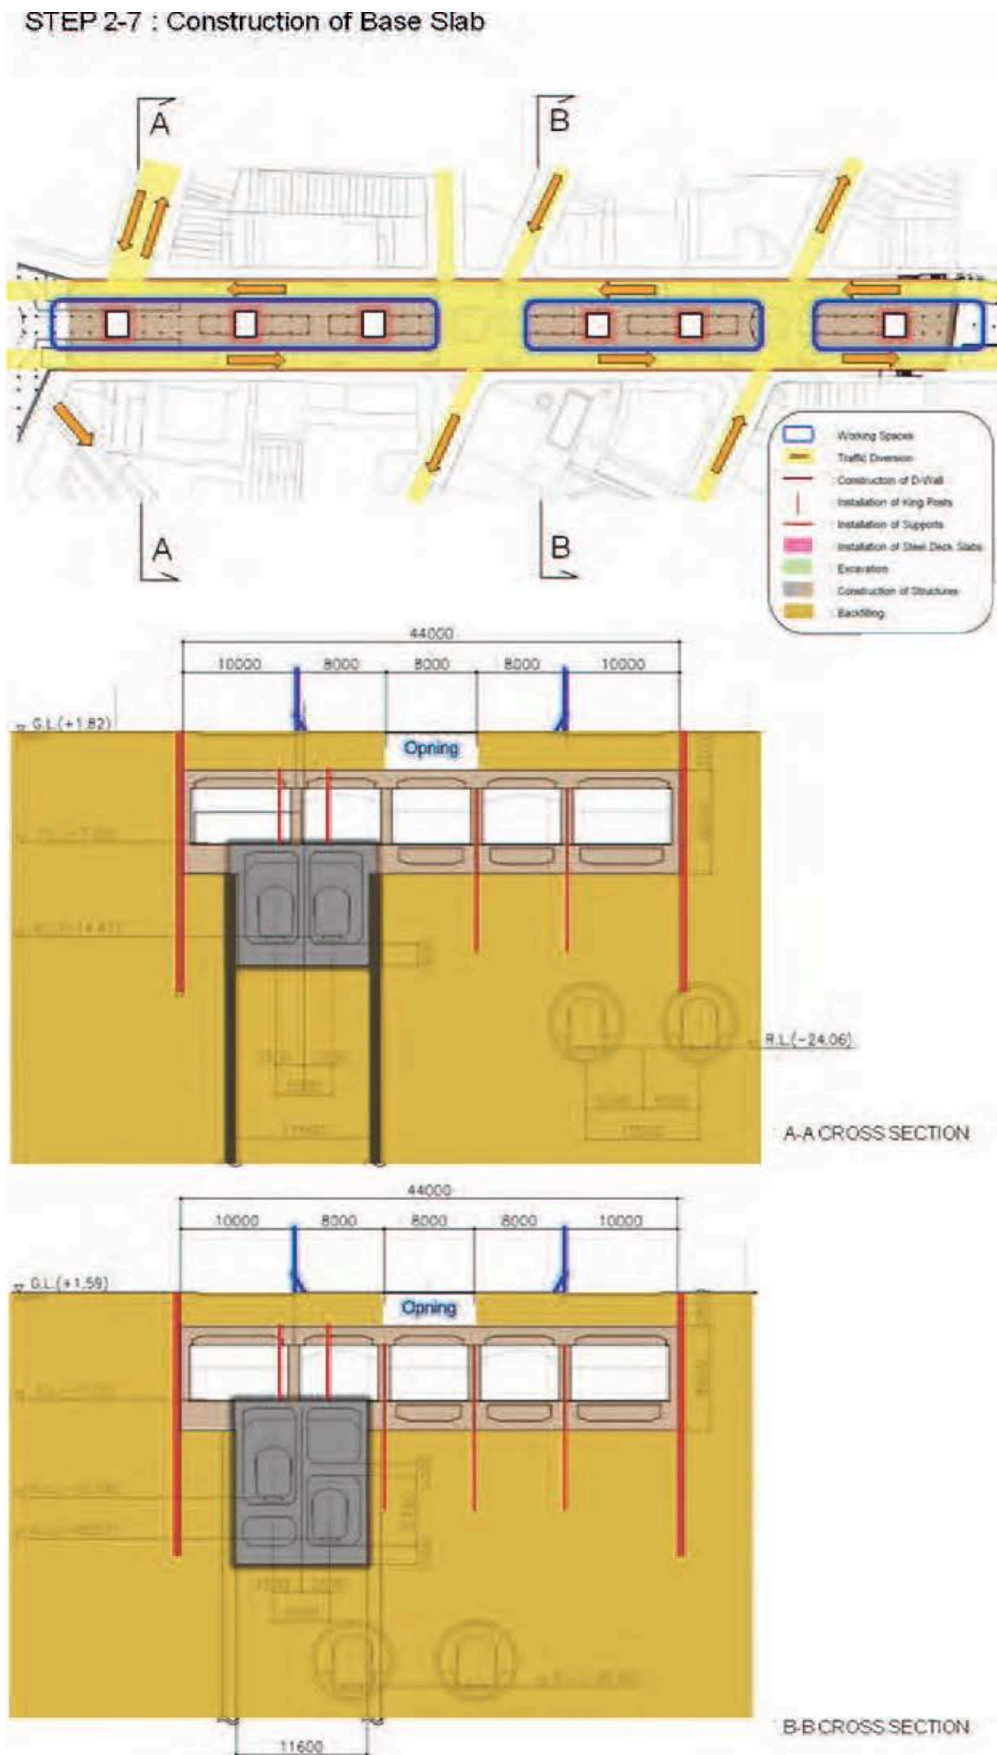 STEP 2-7 : Construction of Base Slab
A
B
Working Spaces
Traffic Diversion
Construction of D-Wall
Installation of King Posts
Installation of Supports
Installation of Steel Deck Slabs
Excavation
Construction of Structures
Backfilling
A
B
44000
10000 8000 8000 8000 10000
G.L.(+1.82)
Opning
R.L.(-24.06)
A-A CROSS SECTION
44000
10000 8000 8000 8000 10000
G.L.(+1.59)
Opning
B-B CROSS SECTION
11600